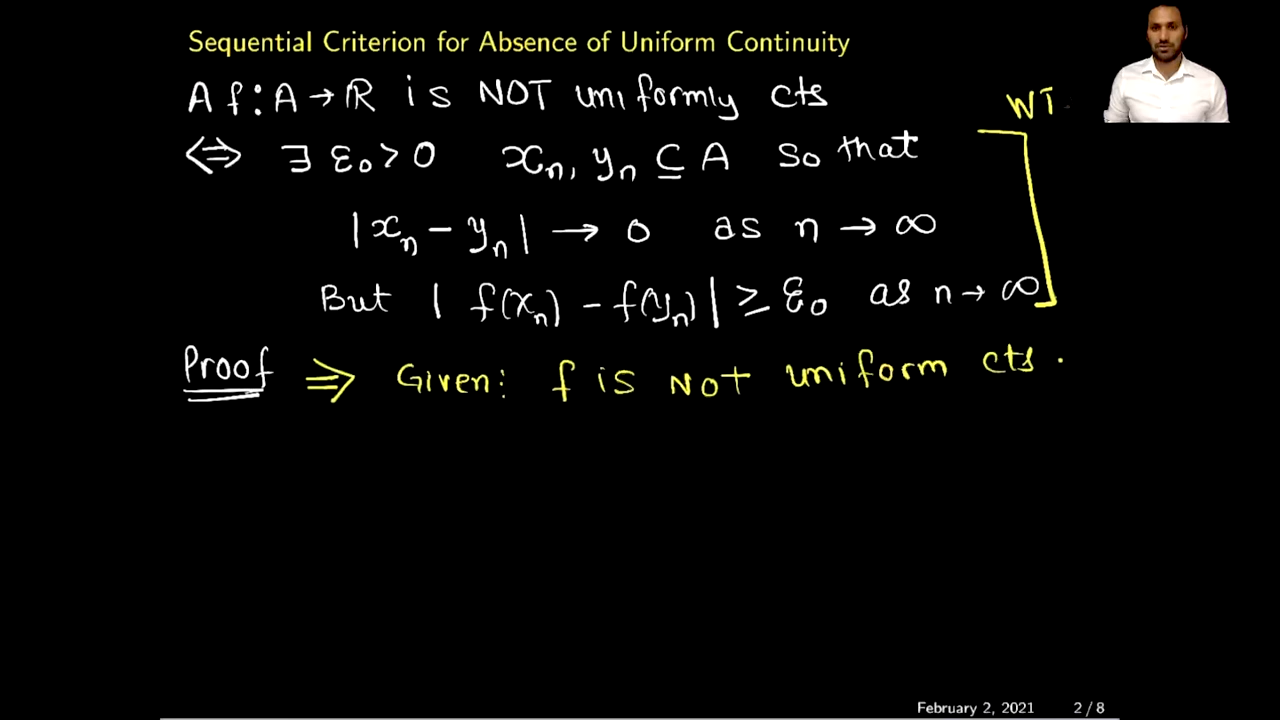 Sequential Criterion for Absence of Uniform Continuity
A f : A → ℝ is NOT uniformly cts
WT
⇔ ∃ ε₀ > 0 xₙ, yₙ ⊆ A so that
|xₙ - yₙ| → 0 as n → ∞
But | f(xₙ) - f(yₙ) | ≥ ε₀ as n → ∞
Proof ⇒ Given: f is NOT uniform cts.
February 2, 2021 2 / 8